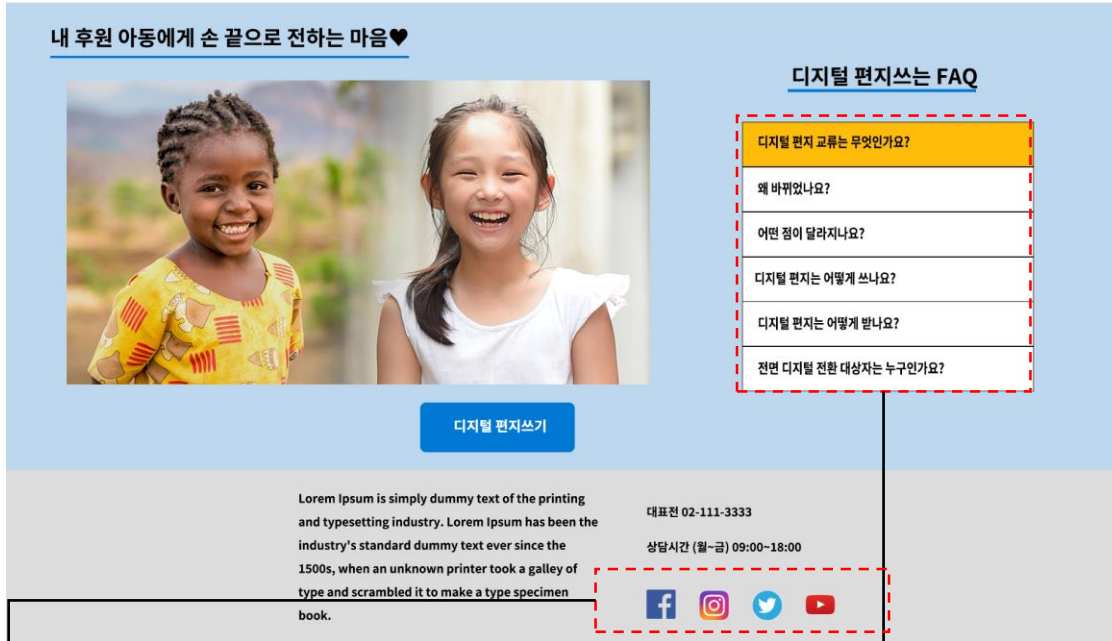 내 후원 아동에게 손 끝으로 전하는 마음♥
디지털 편지쓰는 FAQ
디지털 편지 교류는 무엇인가요?
왜 바뀌었나요?
어떤 점이 달라지나요?
디지털 편지는 어떻게 쓰나요?
디지털 편지는 어떻게 받나요?
전면 디지털 전환 대상자는 누구인가요?
디지털 편지쓰기
Lorem Ipsum is simply dummy text of the printing
and typesetting industry. Lorem Ipsum has been the
industry's standard dummy text ever since the
1500s, when an unknown printer took a galley of
type and scrambled it to make a type specimen
book.
대표전 02-111-3333
상담시간 (월~금) 09:00~18:00